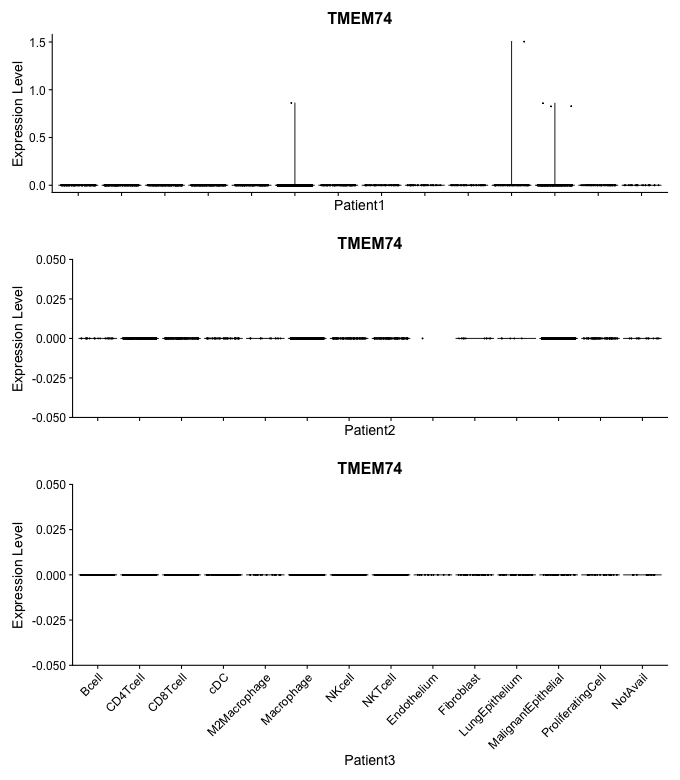 TMEM74
Expression Level
1.5
1.0
0.5
0.0
Patient1
TMEM74
Expression Level
0.050
0.025
0.000
-0.025
-0.050
Patient2
TMEM74
Expression Level
0.050
0.025
0.000
-0.025
-0.050
Bcell
CD4Tcell
CD8Tcell
cDC
M2Macrophage
Macrophage
NKcell
NKTcell
Endothelium
Fibroblast
LungEpithelium
MalignantEpithelial
ProliferatingCell
NotAvail
Patient3